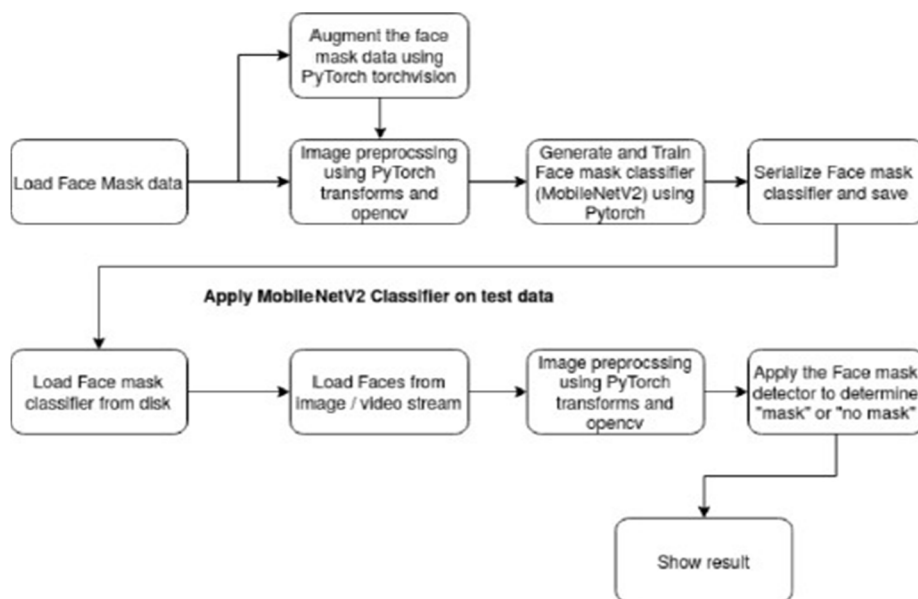 Augment the face
mask data using
PyTorch torchvision
Load Face Mask data
Image preprocssing
using PyTorch
transforms and
opencv
Generate and Train
Face mask classifier
(MobileNetV2) using
Pytorch
Serialize Face mask
classifier and save
Apply MobileNetV2 Classifier on test data
Load Face mask
classifier from disk
Load Faces from
image / video stream
Image preprocssing
using PyTorch
transforms and
opencv
Apply the Face mask
detector to determine
"mask" or "no mask"
Show result